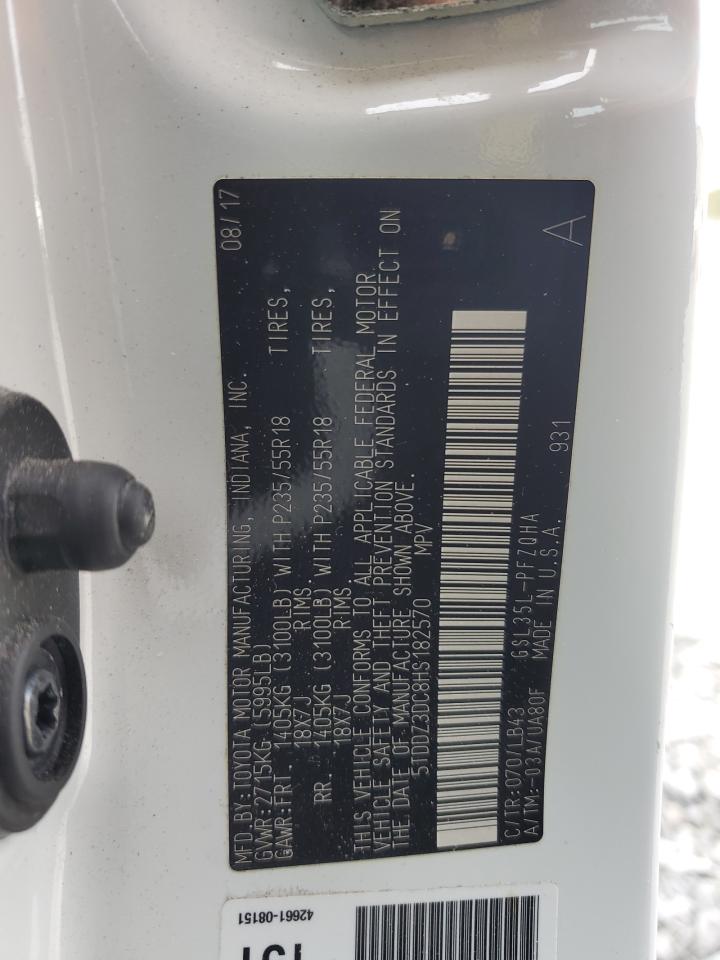 MFD.BY:TOYOTA MOTOR MANUFACTURING, INDIANA, INC. 08/17
GVWR:2715KG (5995LB)
GAWR:FRT. 1405KG (3100LB) WITH P235/55R18 TIRES,
18X7J RIMS.
RR. 1405KG (3100LB) WITH P235/55R18 TIRES,
18X7J RIMS.
THIS VEHICLE CONFORMS TO ALL APPLICABLE FEDERAL MOTOR
VEHICLE SAFETY AND THEFT PREVENTION STANDARDS IN EFFECT ON
THE DATE OF MANUFACTURE SHOWN ABOVE.
5TDDZ3DC8HS182570 MPV
C/TR:070/LB43 GSL35L-PFZQHA
A/TM:-03A/UA80F MADE IN U.S.A. 931 A
42661-08151